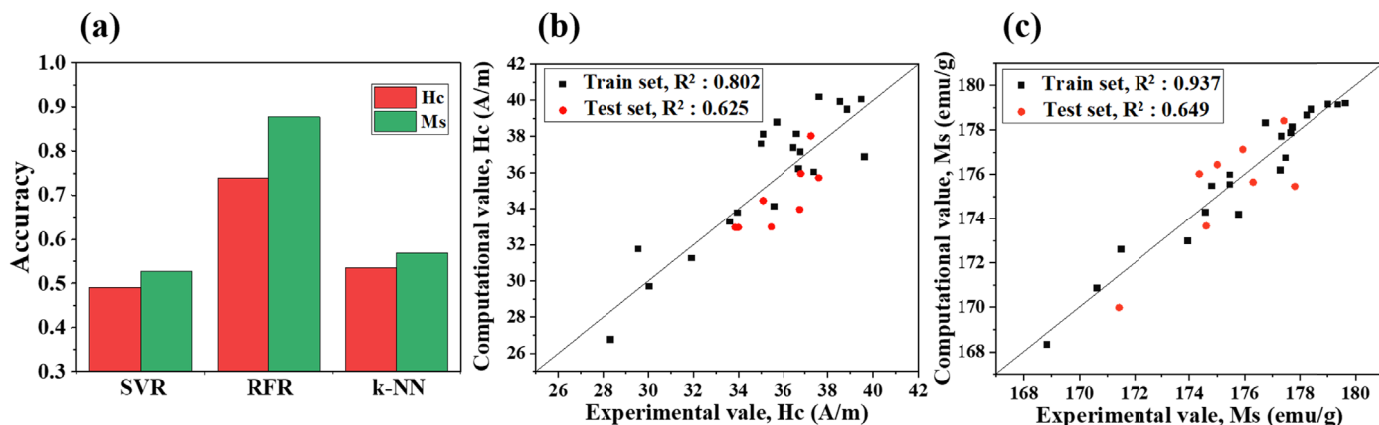 (a)
Accuracy
1.0
0.9
0.8
0.7
0.6
0.5
0.4
0.3
Hc
Ms
SVR RFR k-NN
(b)
Computational value, Hc (A/m)
42
40
38
36
34
32
30
28
26
Train set, R² : 0.802
Test set, R² : 0.625
26 28 30 32 34 36 38 40 42
Experimental vale, Hc (A/m)
(c)
Computational value, Ms (emu/g)
180
178
176
174
172
170
168
Train set, R² : 0.937
Test set, R² : 0.649
168 170 172 174 176 178 180
Experimental vale, Ms (emu/g)